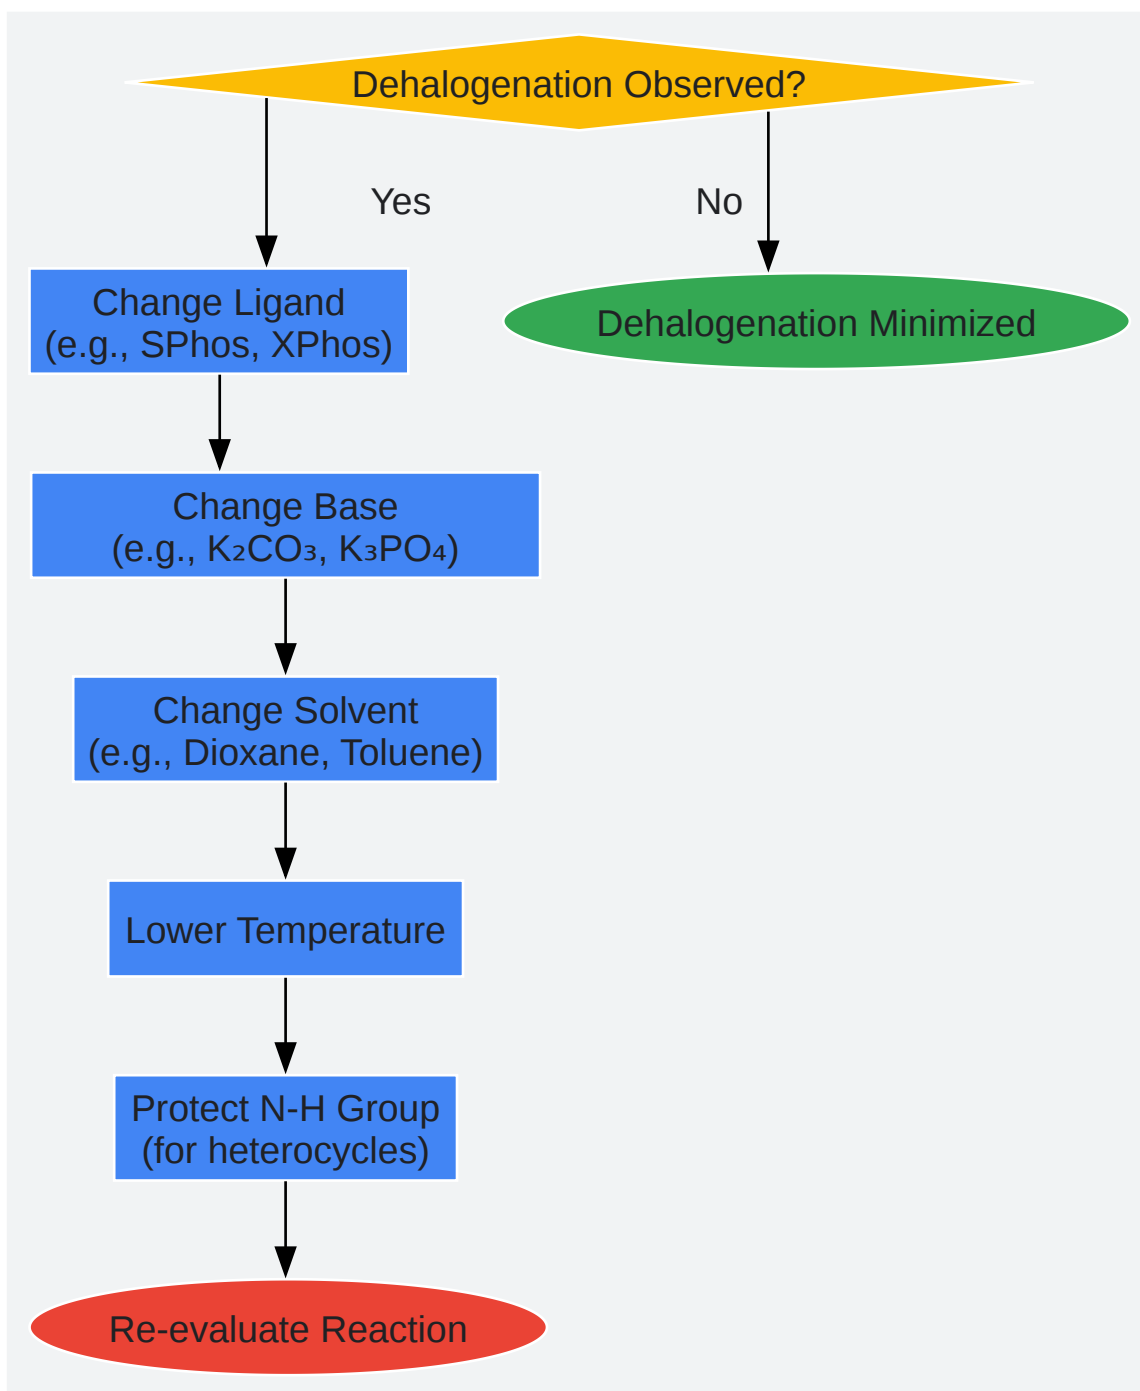 Dehalogenation Observed?
Yes
No
Change Ligand
(e.g., SPhos, XPhos)
Dehalogenation Minimized
Change Base
(e.g., K₂CO₃, K₃PO₄)
Change Solvent
(e.g., Dioxane, Toluene)
Lower Temperature
Protect N-H Group
(for heterocycles)
Re-evaluate Reaction